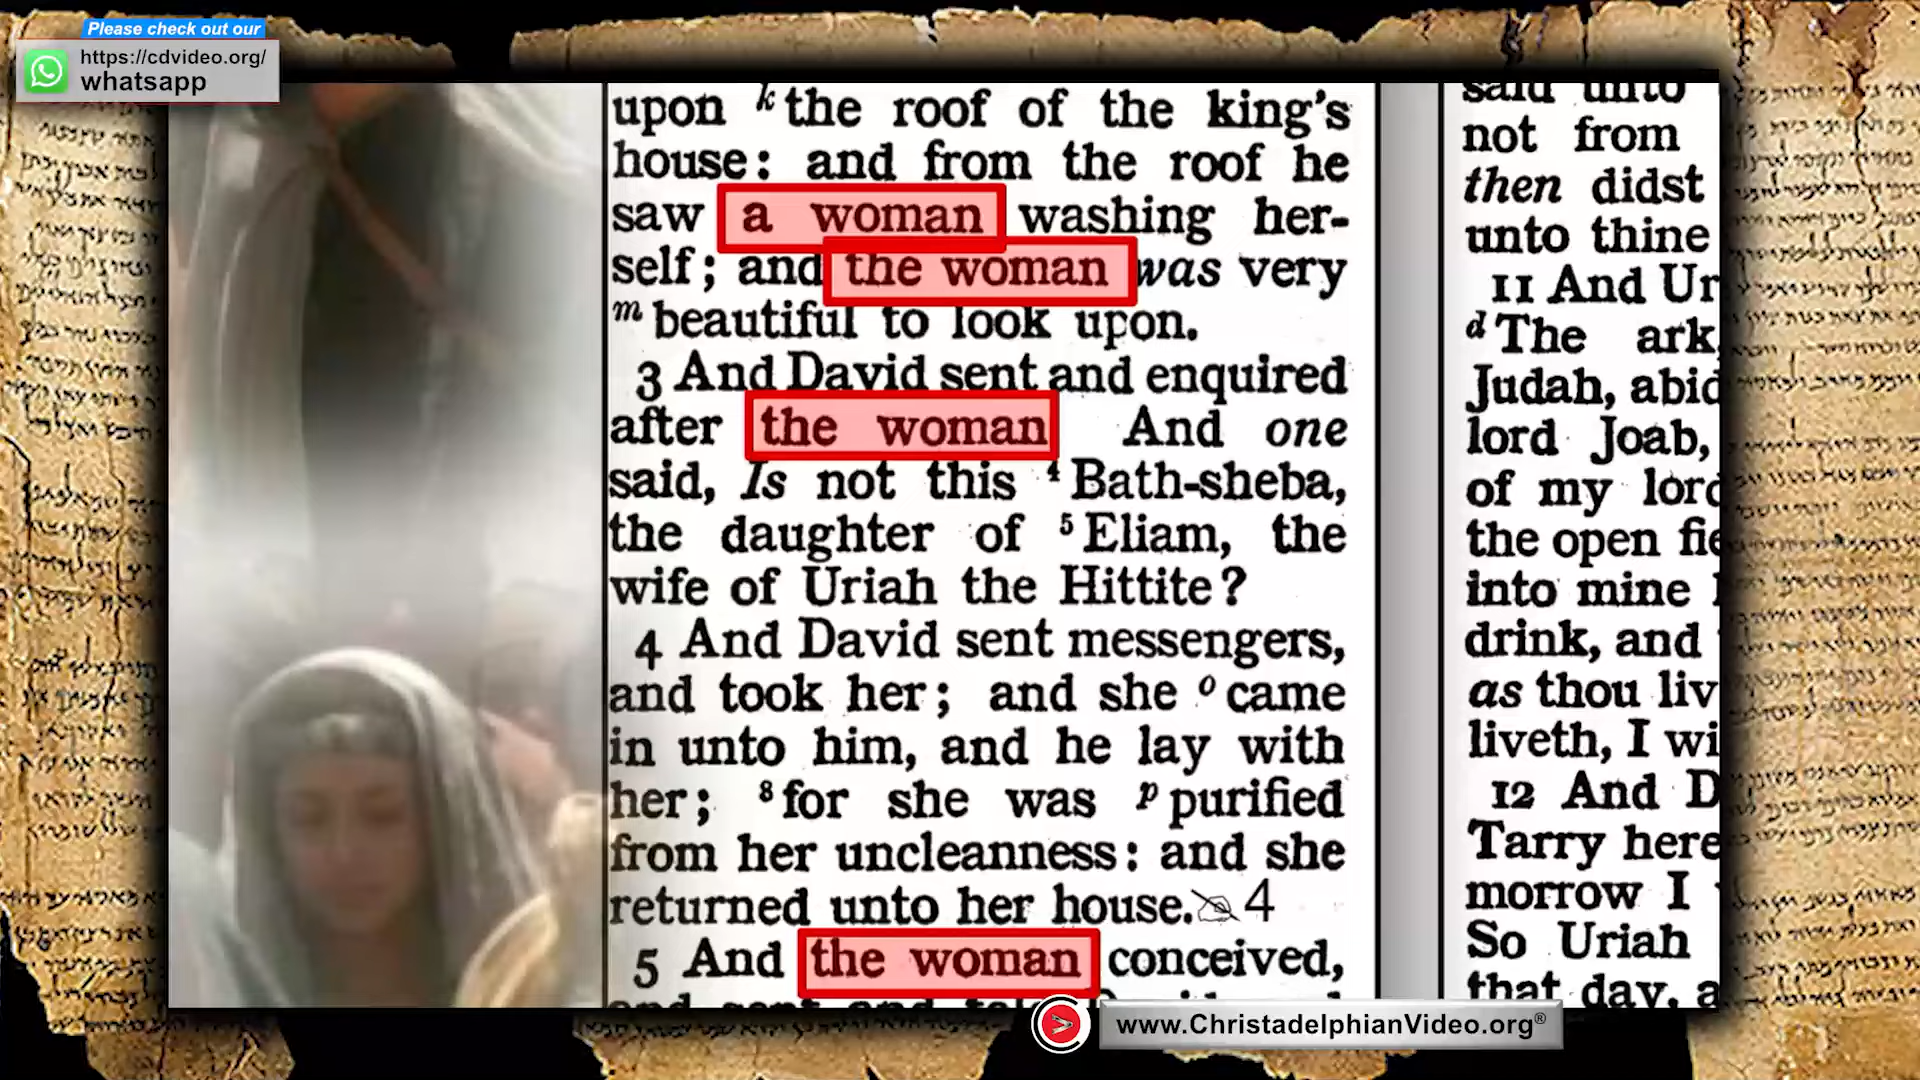 Please check out our
https://cdvideo.org/
whatsapp
upon k the roof of the king's
house: and from the roof he
saw a woman washing her-
self; and the woman was very
m beautiful to look upon.
3 And David sent and enquired
after the woman And one
said, Is not this 4 Bath-sheba,
the daughter of 5 Eliam, the
wife of Uriah the Hittite?
4 And David sent messengers,
and took her; and she o came
in unto him, and he lay with
her; 8 for she was p purified
from her uncleanness: and she
returned unto her house. 4
5 And the woman conceived,
said unto
not from
then didst
unto thine
11 And Ur
d The ark,
Judah, abid
lord Joab,
of my lord
the open fie
into mine
drink, and
as thou liv
liveth, I wi
12 And D
Tarry here
morrow I
So Uriah
that day, a
www.ChristadelphianVideo.org®